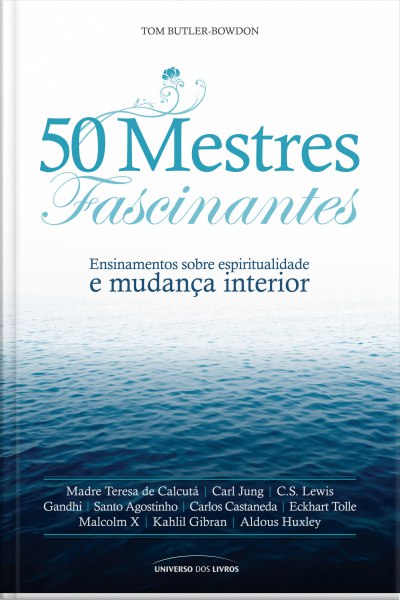 TOM BUTLER-BOWDON
50 Mestres
Fascinantes
Ensinamentos sobre espiritualidade
e mudança interior
Madre Teresa de Calcutá | Carl Jung | C.S. Lewis
Gandhi | Santo Agostinho | Carlos Castaneda | Eckhart Tolle
Malcolm X | Kahlil Gibran | Aldous Huxley
UNIVERSO DOS LIVROS